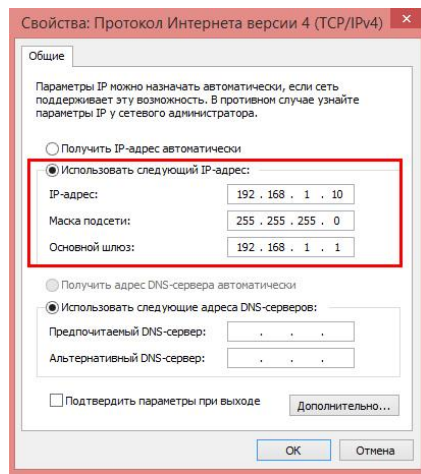 Свойства: Протокол Интернета версии 4 (TCP/IPv4)
Общие
Параметры IP можно назначать автоматически, если сеть
поддерживает эту возможность. В противном случае узнайте
параметры IP у сетевого администратора.
Получить IP-адрес автоматически
Использовать следующий IP-адрес:
IP-адрес: 192 . 168 . 1 . 10
Маска подсети: 255 . 255 . 255 . 0
Основной шлюз: 192 . 168 . 1 . 1
Получить адрес DNS-сервера автоматически
Использовать следующие адреса DNS-серверов:
Предпочитаемый DNS-сервер: . . .
Альтернативный DNS-сервер: . . .
Подтвердить параметры при выходе
Дополнительно...
ОК Отмена